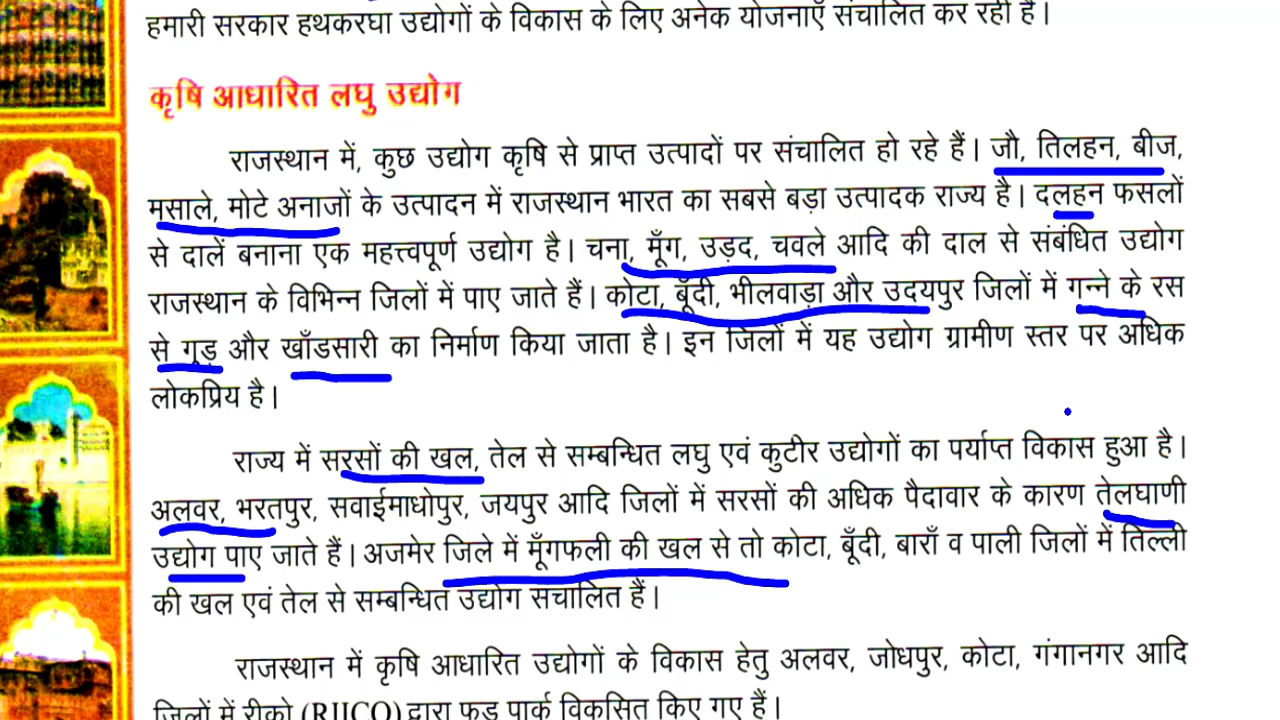 हमारी सरकार हथकरघा उद्योगों के विकास के लिए अनेक योजनाएँ संचालित कर रही है।
कृषि आधारित लघु उद्योग
राजस्थान में, कुछ उद्योग कृषि से प्राप्त उत्पादों पर संचालित हो रहे हैं। जौ, तिलहन, बीज,
मसाले, मोटे अनाजों के उत्पादन में राजस्थान भारत का सबसे बड़ा उत्पादक राज्य है। दलहन फसलों
से दालें बनाना एक महत्त्वपूर्ण उद्योग है। चना, मूँग, उड़द, चवले आदि की दाल से संबंधित उद्योग
राजस्थान के विभिन्न जिलों में पाए जाते हैं। कोटा, बूँदी, भीलवाड़ा और उदयपुर जिलों में गन्ने के रस
से गुड़ और खाँडसारी का निर्माण किया जाता है। इन जिलों में यह उद्योग ग्रामीण स्तर पर अधिक
लोकप्रिय है।
राज्य में सरसों की खल, तेल से सम्बन्धित लघु एवं कुटीर उद्योगों का पर्याप्त विकास हुआ है।
अलवर, भरतपुर, सवाईमाधोपुर, जयपुर आदि जिलों में सरसों की अधिक पैदावार के कारण तेलघाणी
उद्योग पाए जाते हैं। अजमेर जिले में मूँगफली की खल से तो कोटा, बूँदी, बाराँ व पाली जिलों में तिल्ली
की खल एवं तेल से सम्बन्धित उद्योग संचालित हैं।
राजस्थान में कृषि आधारित उद्योगों के विकास हेतु अलवर, जोधपुर, कोटा, गंगानगर आदि
जिलों में रीको (RIICO) द्वारा फूड पार्क विकसित किए गए हैं।